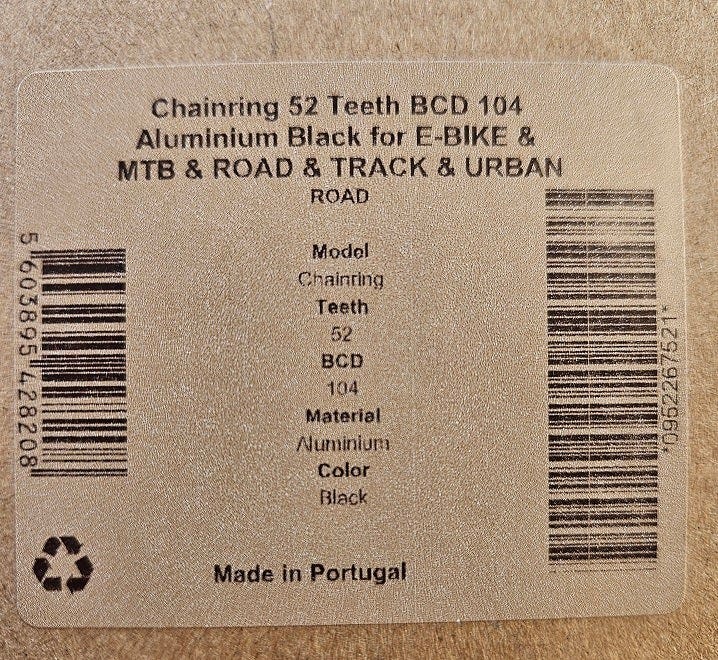 Chainring 52 Teeth BCD 104
Aluminium Black for E-BIKE &
MTB & ROAD & TRACK & URBAN
ROAD
Model
Chainring
Teeth
52
BCD
104
Material
Aluminium
Color
Black
Made in Portugal
5 603895 428208
*0952267521*